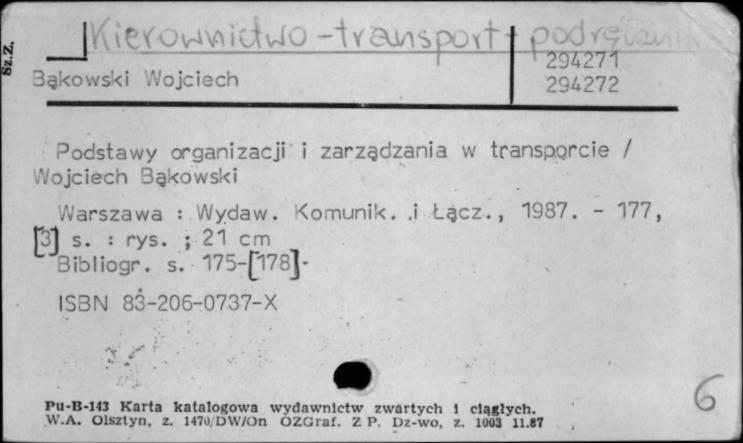 Kierownictwo - transport - podręcznik
Sz.Z.
294271
Bąkowski Wojciech
294272
Podstawy organizacji i zarządzania w transporcie /
Wojciech Bąkowski
Warszawa : Wydaw. Komunik. i Łącz., 1987. - 177,
[3] s. : rys. ; 21 cm
Bibliogr. s. 175-[178].
ISBN 83-206-0737-X
6
Pu-B-143 Karta katalogowa wydawnictw zwartych i ciągłych.
W.A. Olsztyn, z. 1470/DW/On OZGraf. Z P. Dz-wo, z. 1003 11.87